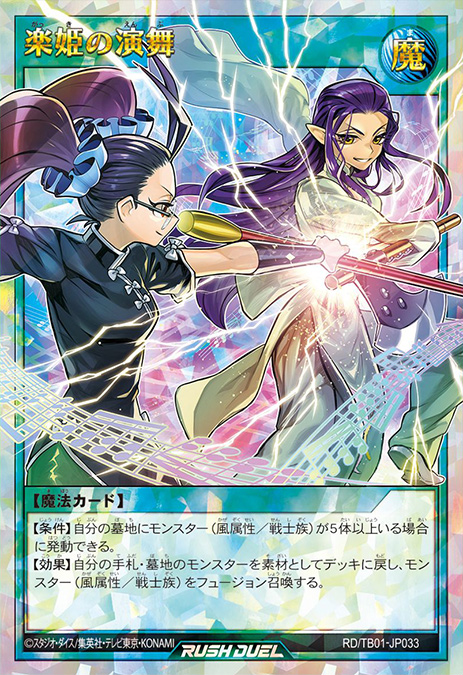 楽姫の演舞
魔
【魔法カード】
【条件】自分の墓地にモンスター(風属性／戦士族)が5体以上いる場合
に発動できる。
【効果】自分の手札・墓地のモンスターを素材としてデッキに戻し、モン
スター(風属性／戦士族)をフュージョン召喚する。
©スタジオ・ダイス/集英社・テレビ東京・KONAMI
RUSH DUEL
RD/TB01-JP033